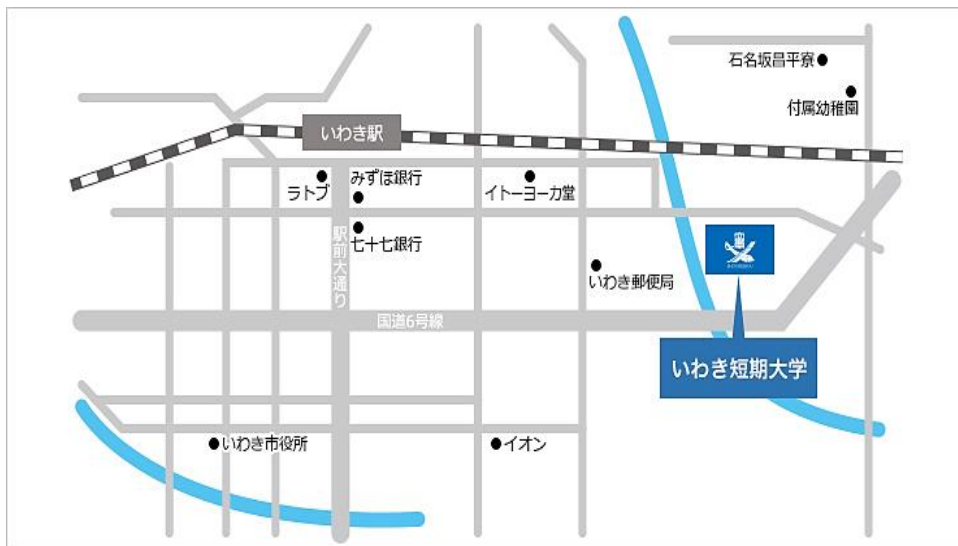 石名坂昌平寮
付属幼稚園
いわき駅
みずほ銀行
ラトブ
イトーヨーカ堂
七十七銀行
駅前大通り
いわき郵便局
国道6号線
いわき短期大学
いわき市役所
イオン